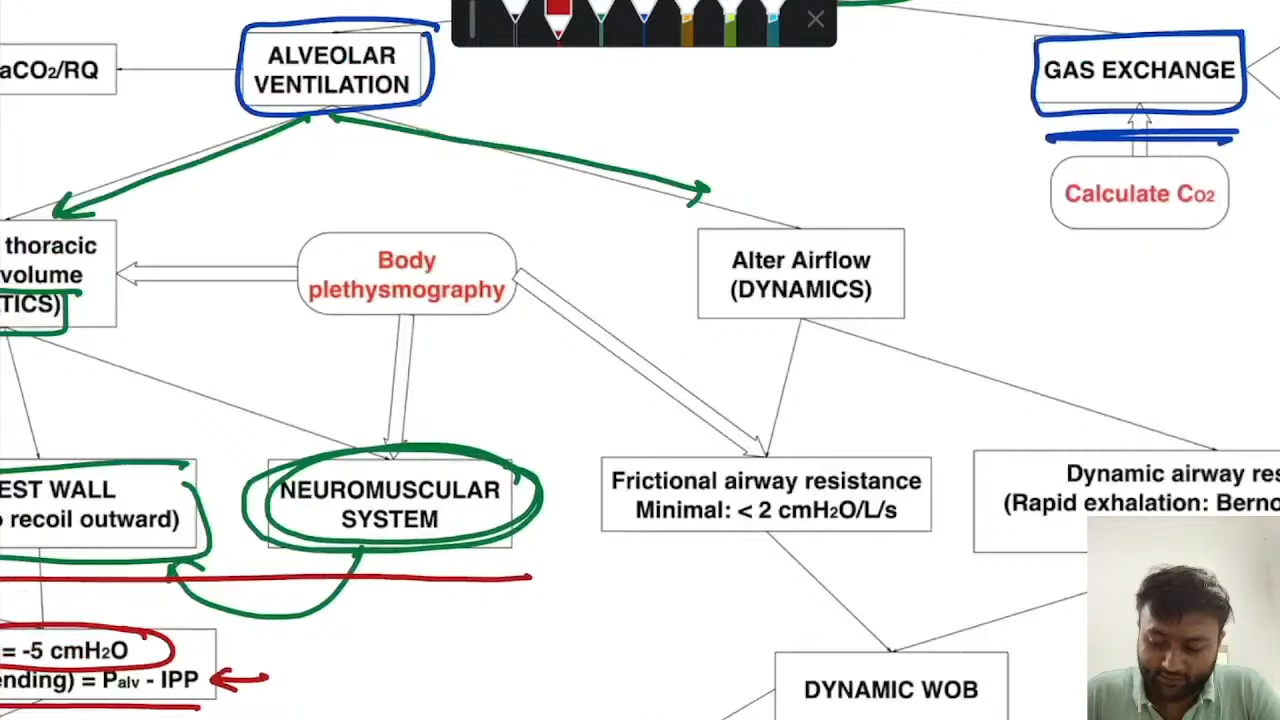 ALVEOLAR
VENTILATION
aCO₂/RQ
GAS EXCHANGE
Calculate Co₂
thoracic
volume
TICS)
Body
plethysmography
Alter Airflow
(DYNAMICS)
EST WALL
o recoil outward)
NEUROMUSCULAR
SYSTEM
Frictional airway resistance
Minimal: < 2 cmH₂O/L/s
Dynamic airway res
(Rapid exhalation: Berno
= -5 cmH₂O
ending) = Palv - IPP
DYNAMIC WOB